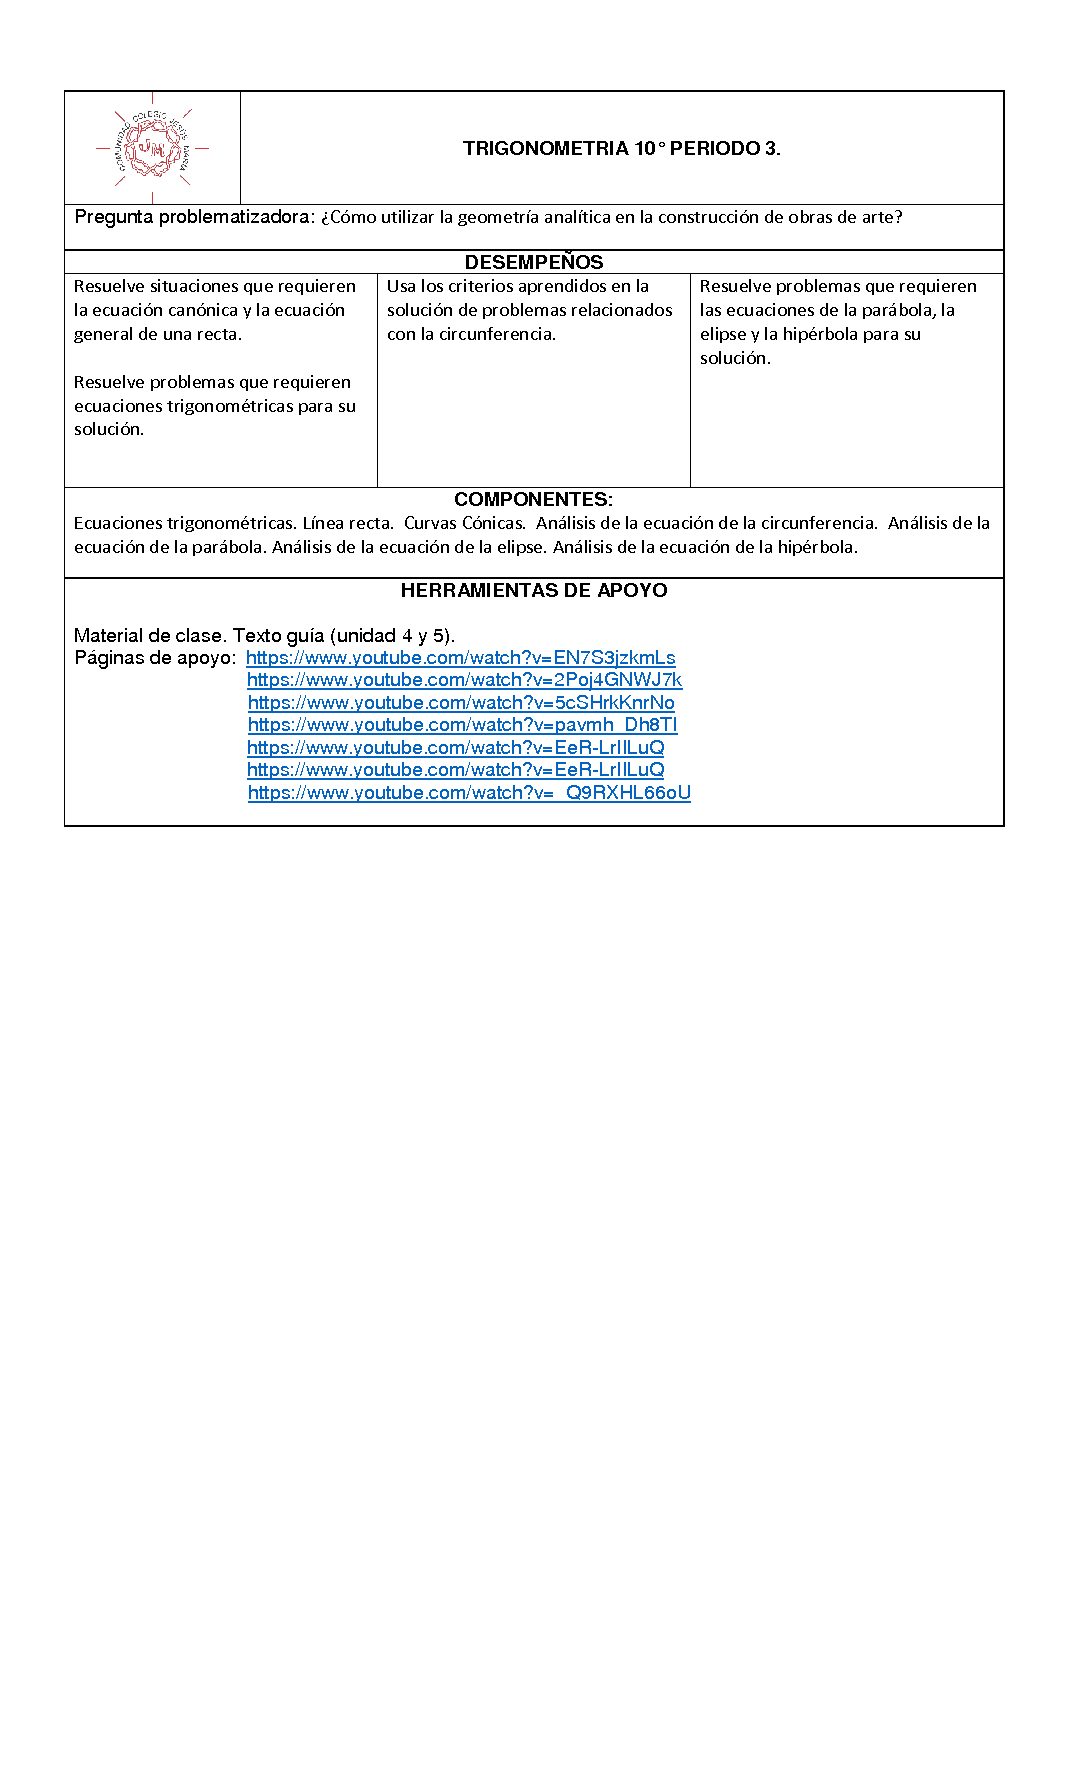 COMUNIDAD COLEGIO JESUS MARIA
JM
TRIGONOMETRIA 10° PERIODO 3.
Pregunta problematizadora: ¿Cómo utilizar la geometría analítica en la construcción de obras de arte?
DESEMPEÑOS
Resuelve situaciones que requieren
la ecuación canónica y la ecuación
general de una recta.
Resuelve problemas que requieren
ecuaciones trigonométricas para su
solución.
Usa los criterios aprendidos en la
solución de problemas relacionados
con la circunferencia.
Resuelve problemas que requieren
las ecuaciones de la parábola, la
elipse y la hipérbola para su
solución.
COMPONENTES:
Ecuaciones trigonométricas. Línea recta.  Curvas Cónicas.  Análisis de la ecuación de la circunferencia.  Análisis de la
ecuación de la parábola. Análisis de la ecuación de la elipse. Análisis de la ecuación de la hipérbola.
HERRAMIENTAS DE APOYO
Material de clase. Texto guía (unidad 4 y 5).
Páginas de apoyo:  https://www.youtube.com/watch?v=EN7S3jzkmLs
https://www.youtube.com/watch?v=2Poj4GNWJ7k
https://www.youtube.com/watch?v=5cSHrkKnrNo
https://www.youtube.com/watch?v=pavmh_Dh8TI
https://www.youtube.com/watch?v=EeR-LrIILuQ
https://www.youtube.com/watch?v=EeR-LrIILuQ
https://www.youtube.com/watch?v=_Q9RXHL66oU